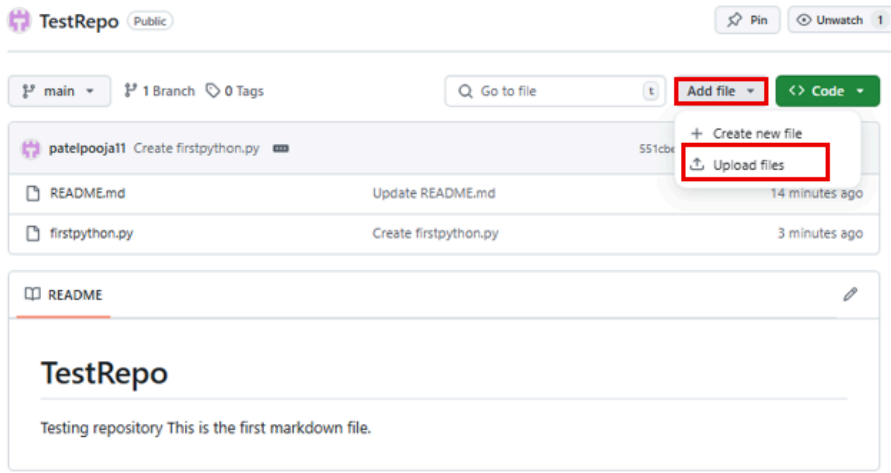 TestRepo Public Pin Unwatch 1
main 1 Branch 0 Tags Go to file t Add file Code
Create new file
patelpooja11 Create firstpython.py
Upload files
README.md Update README.md 14 minutes ago
firstpython.py Create firstpython.py 3 minutes ago
README
TestRepo
Testing repository This is the first markdown file.